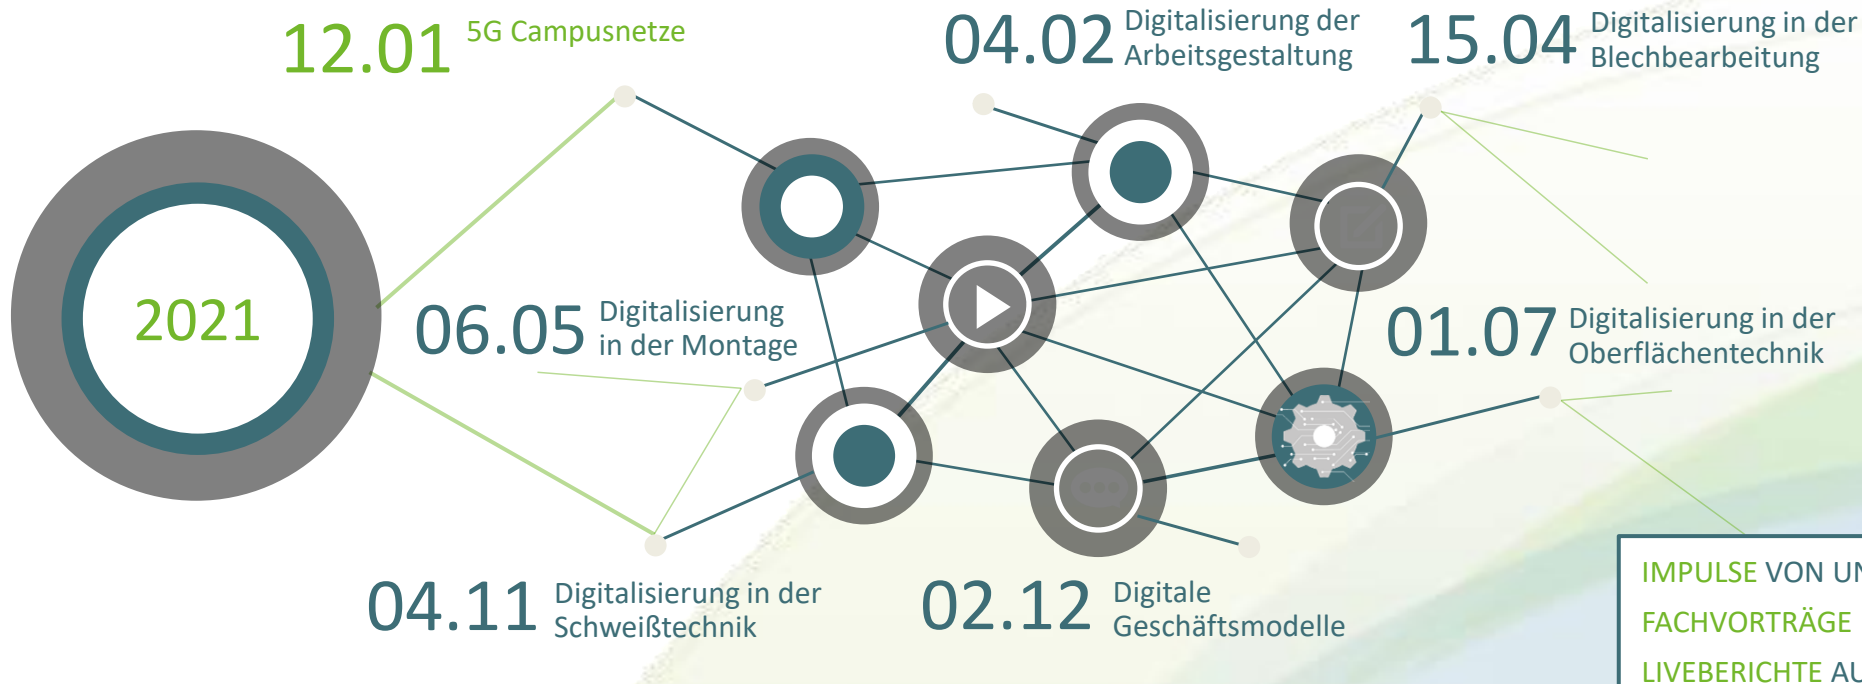 12.01 5G Campusnetze
04.02 Digitalisierung der
Arbeitsgestaltung
15.04 Digitalisierung in der
Blechbearbeitung
2021
06.05 Digitalisierung
in der Montage
01.07 Digitalisierung in der
Oberflächentechnik
04.11 Digitalisierung in der
Schweißtechnik
02.12 Digitale
Geschäftsmodelle
IMPULSE VON
FACHVORTRÄGE
LIVEBERICHTE